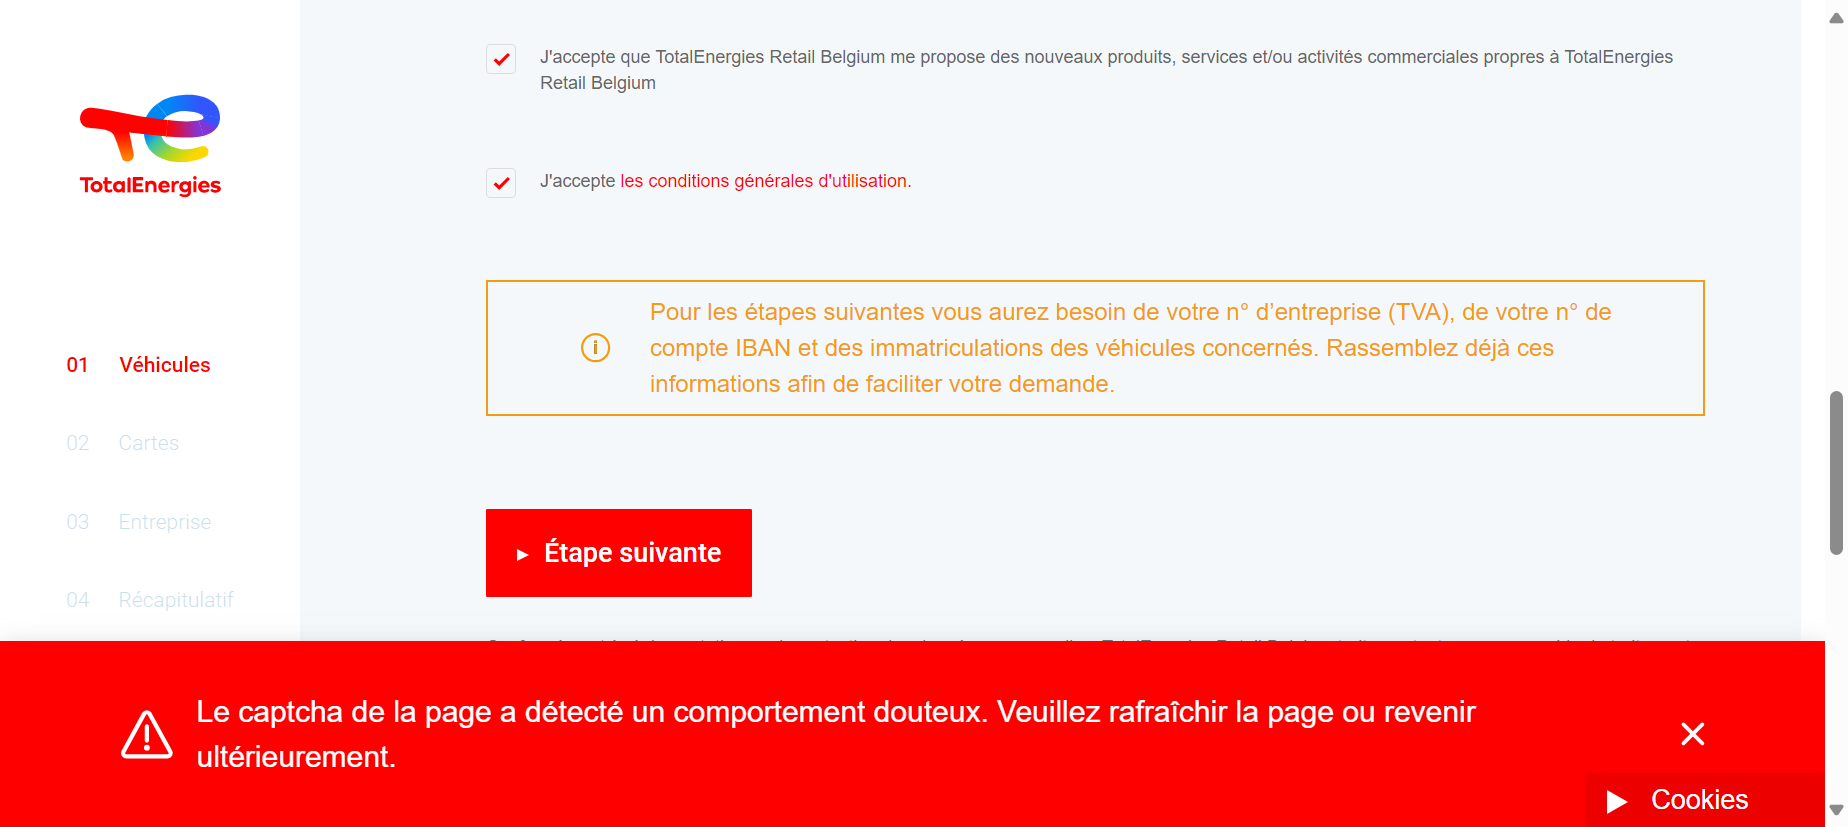 J'accepte que TotalEnergies Retail Belgium me propose des nouveaux produits, services et/ou activités commerciales propres à TotalEnergies
Retail Belgium
TotalEnergies
J'accepte les conditions générales d'utilisation.
Pour les étapes suivantes vous aurez besoin de votre n° d’entreprise (TVA), de votre n° de
compte IBAN et des immatriculations des véhicules concernés. Rassemblez déjà ces
informations afin de faciliter votre demande.
01 Véhicules
02 Cartes
03 Entreprise
04 Récapitulatif
► Étape suivante
Le captcha de la page a détecté un comportement douteux. Veuillez rafraîchir la page ou revenir
ultérieurement.
Cookies